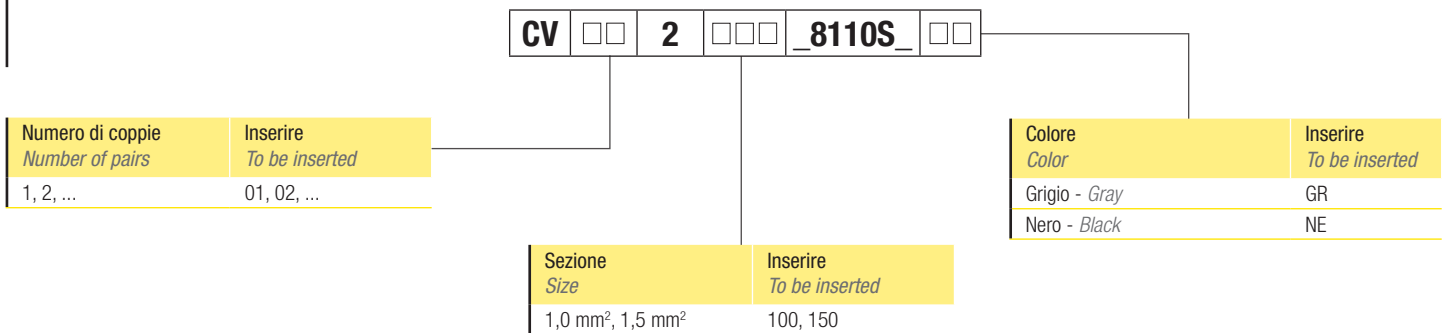 CV □□ 2 □□□ _8110S_ □□
Numero di coppie Inserire
Number of pairs To be inserted
1, 2, ... 01, 02, ...
Colore Inserire
Color To be inserted
Grigio - Gray GR
Nero - Black NE
Sezione Inserire
Size To be inserted
1,0 mm², 1,5 mm² 100, 150